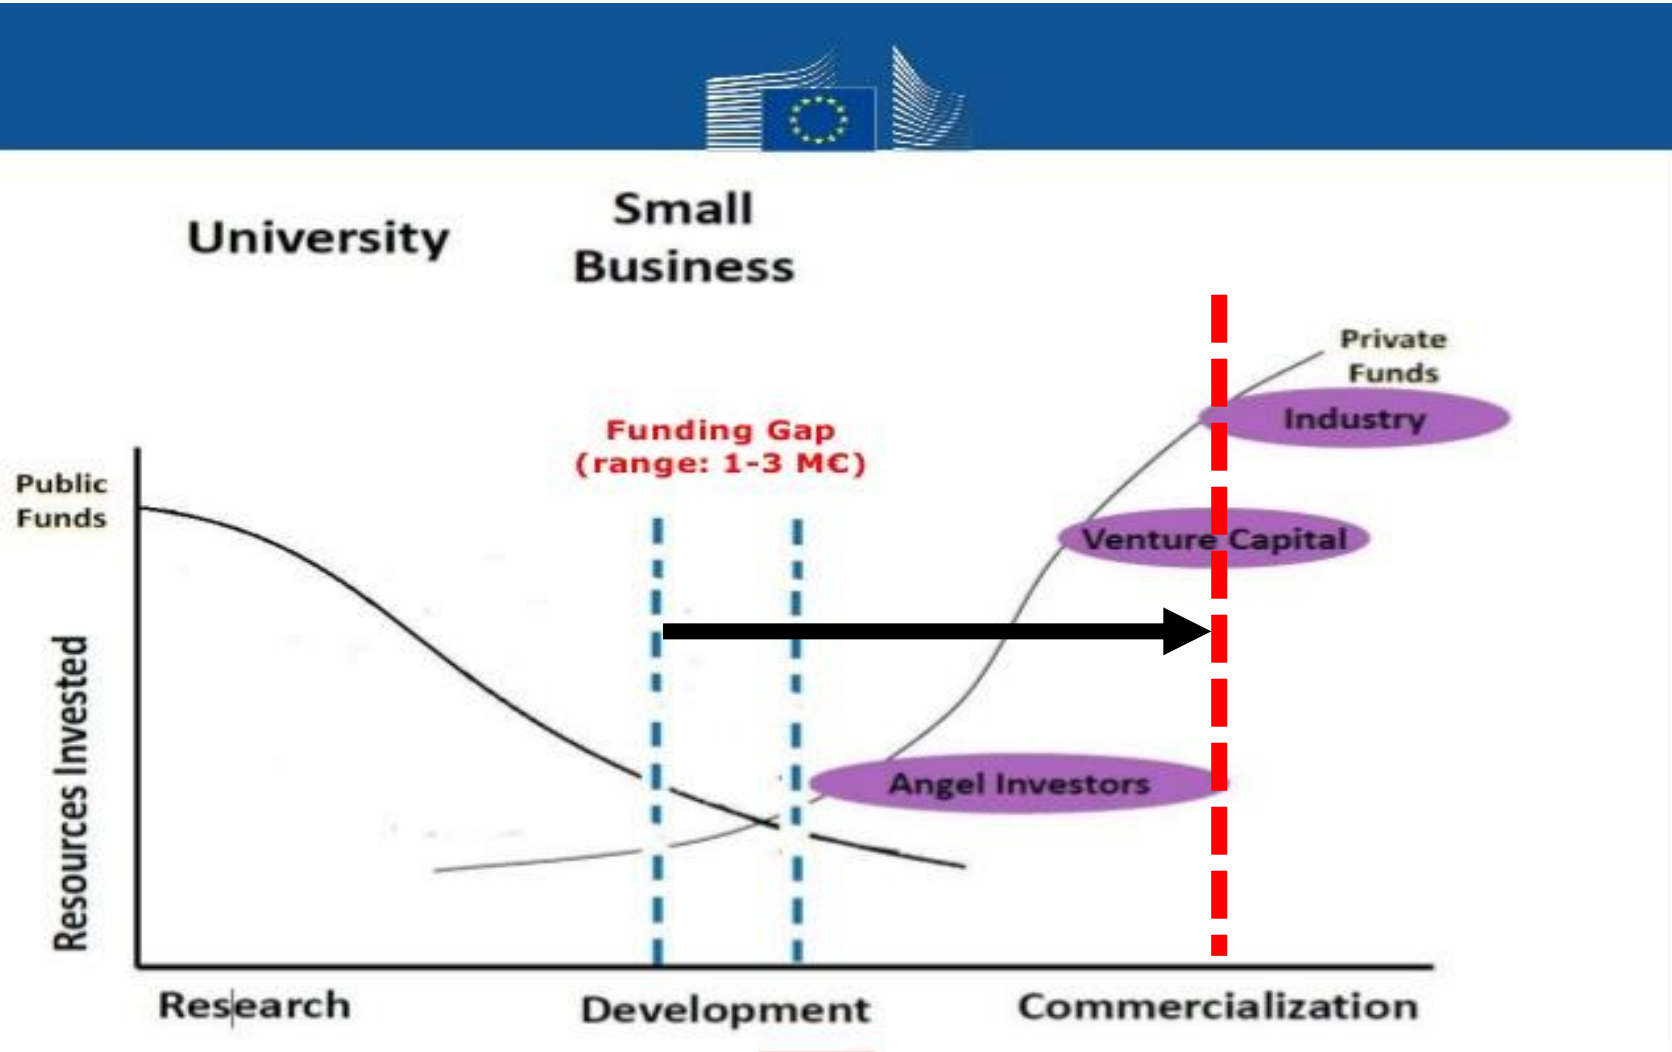 University
Small
Business
Private
Funds
Industry
Funding Gap
(range: 1-3 M€)
Public
Funds
Venture Capital
Angel Investors
Resources Invested
Research
Development
Commercialization